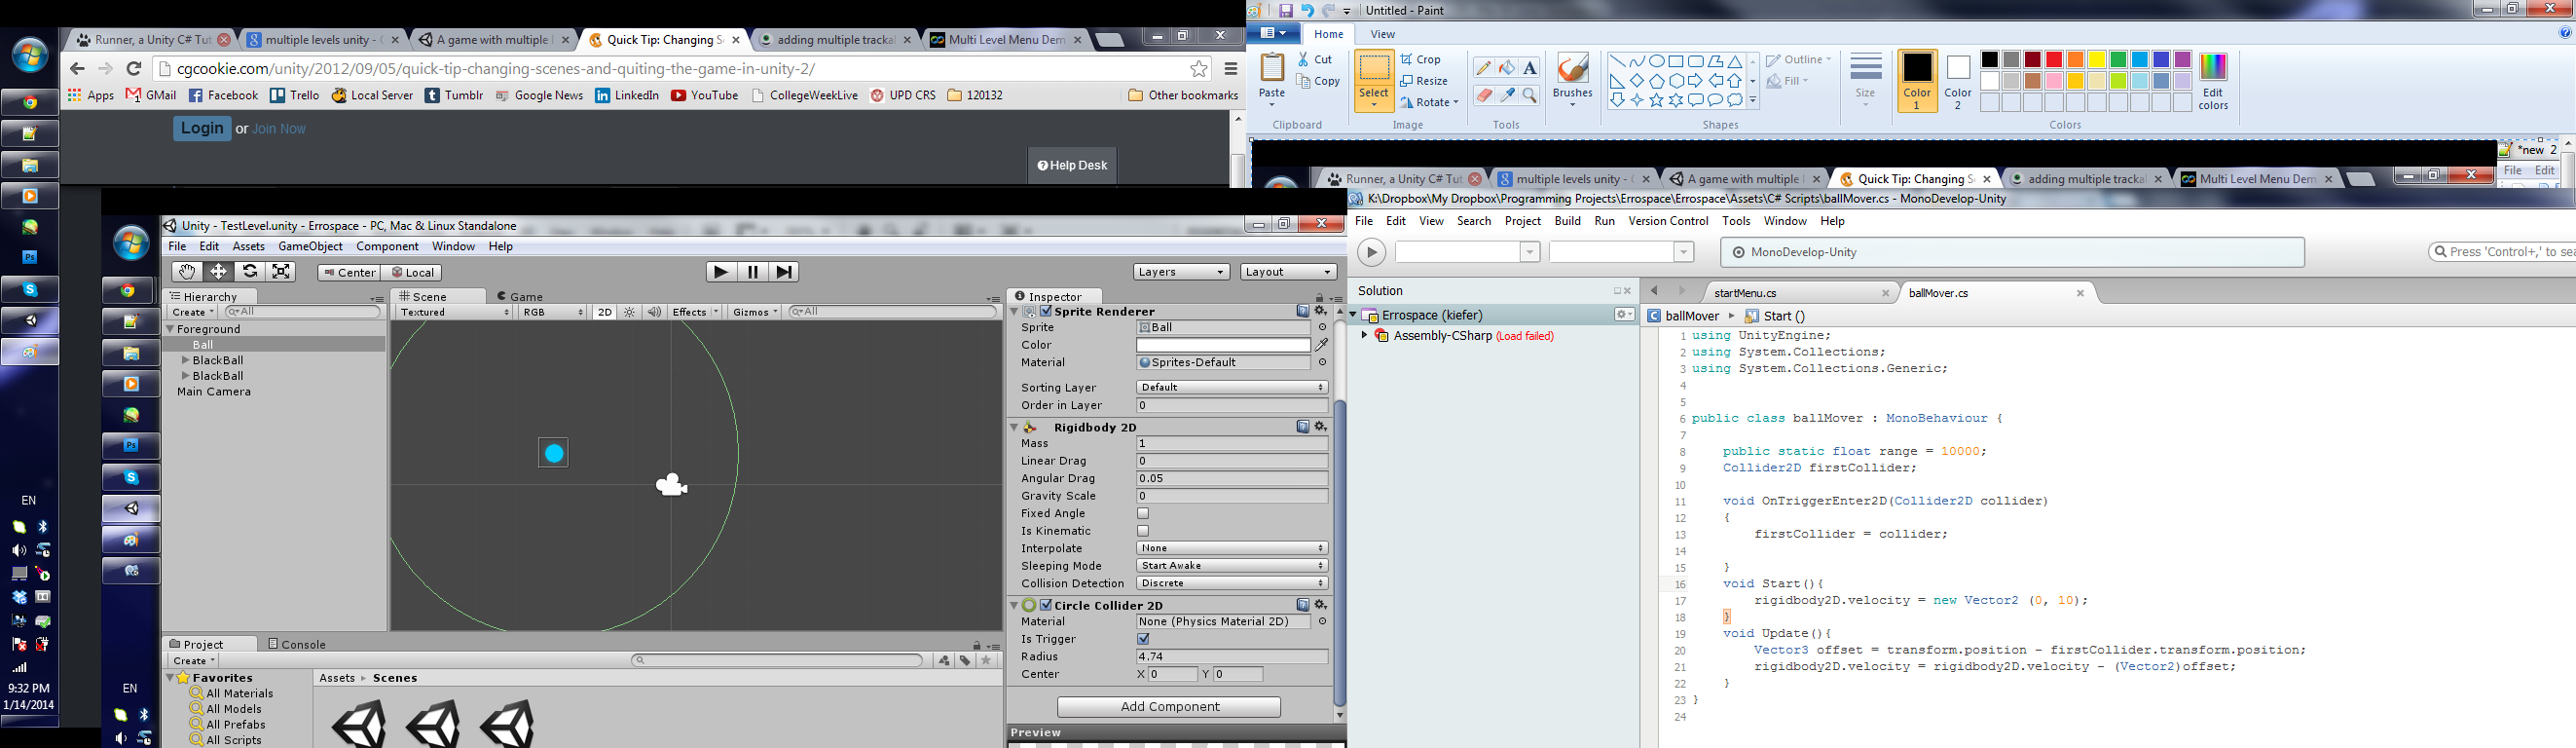 Runner, a Unity C# Tut
multiple levels unity - G
A game with multiple l
Quick Tip: Changing Sc
adding multiple trackal
Multi Level Menu Dem
cgcookie.com/unity/2012/09/05/quick-tip-changing-scenes-and-quiting-the-game-in-unity-2/
Apps GMail Facebook Trello Local Server Tumblr Google News LinkedIn YouTube CollegeWeekLive UPD CRS 120132 Other bookmarks
Login or Join Now
Help Desk
EN
9:32 PM
1/14/2014
Untitled - Paint
Home View
Paste
Cut
Copy
Clipboard
Select
Crop
Resize
Rotate
Image
Tools
Brushes
Outline
Fill
Shapes
Size
Color 1
Color 2
Edit colors
Colors
*new 2
File Edit
Runner, a Unity C# Tut
multiple levels unity - G
A game with multiple l
Quick Tip: Changing Sc
adding multiple trackal
Multi Level Menu Dem
Unity - TestLevel.unity - Errospace - PC, Mac & Linux Standalone
File Edit Assets GameObject Component Window Help
Center Local
Layers Layout
Hierarchy
Create All
Foreground
Ball
BlackBall
BlackBall
Main Camera
Scene Game
Textured RGB 2D Effects Gizmos All
Inspector
Sprite Renderer
Sprite Ball
Color
Material Sprites-Default
Sorting Layer Default
Order in Layer 0
Rigidbody 2D
Mass 1
Linear Drag 0
Angular Drag 0.05
Gravity Scale 0
Fixed Angle
Is Kinematic
Interpolate None
Sleeping Mode Start Awake
Collision Detection Discrete
Circle Collider 2D
Material None (Physics Material 2D)
Is Trigger
Radius 4.74
Center X 0 Y 0
Add Component
Preview
Project Console
Create
Favorites
All Materials
All Models
All Prefabs
All Scripts
Assets Scenes
EN
K:\Dropbox\My Dropbox\Programming Projects\Errospace\Errospace\Assets\C# Scripts\ballMover.cs - MonoDevelop-Unity
File Edit View Search Project Build Run Version Control Tools Window Help
MonoDevelop-Unity
Press 'Control+,' to sea
Solution
Errospace (kiefer)
Assembly-CSharp (Load failed)
startMenu.cs ballMover.cs
ballMover Start ()
1 using UnityEngine;
2 using System.Collections;
3 using System.Collections.Generic;
4
5
6 public class ballMover : MonoBehaviour {
7
8 public static float range = 10000;
9 Collider2D firstCollider;
10
11 void OnTriggerEnter2D(Collider2D collider)
12 {
13 firstCollider = collider;
14
15 }
16 void Start(){
17 rigidbody2D.velocity = new Vector2 (0, 10);
18 }
19 void Update(){
20 Vector3 offset = transform.position - firstCollider.transform.position;
21 rigidbody2D.velocity = rigidbody2D.velocity - (Vector2)offset;
22 }
23 }
24